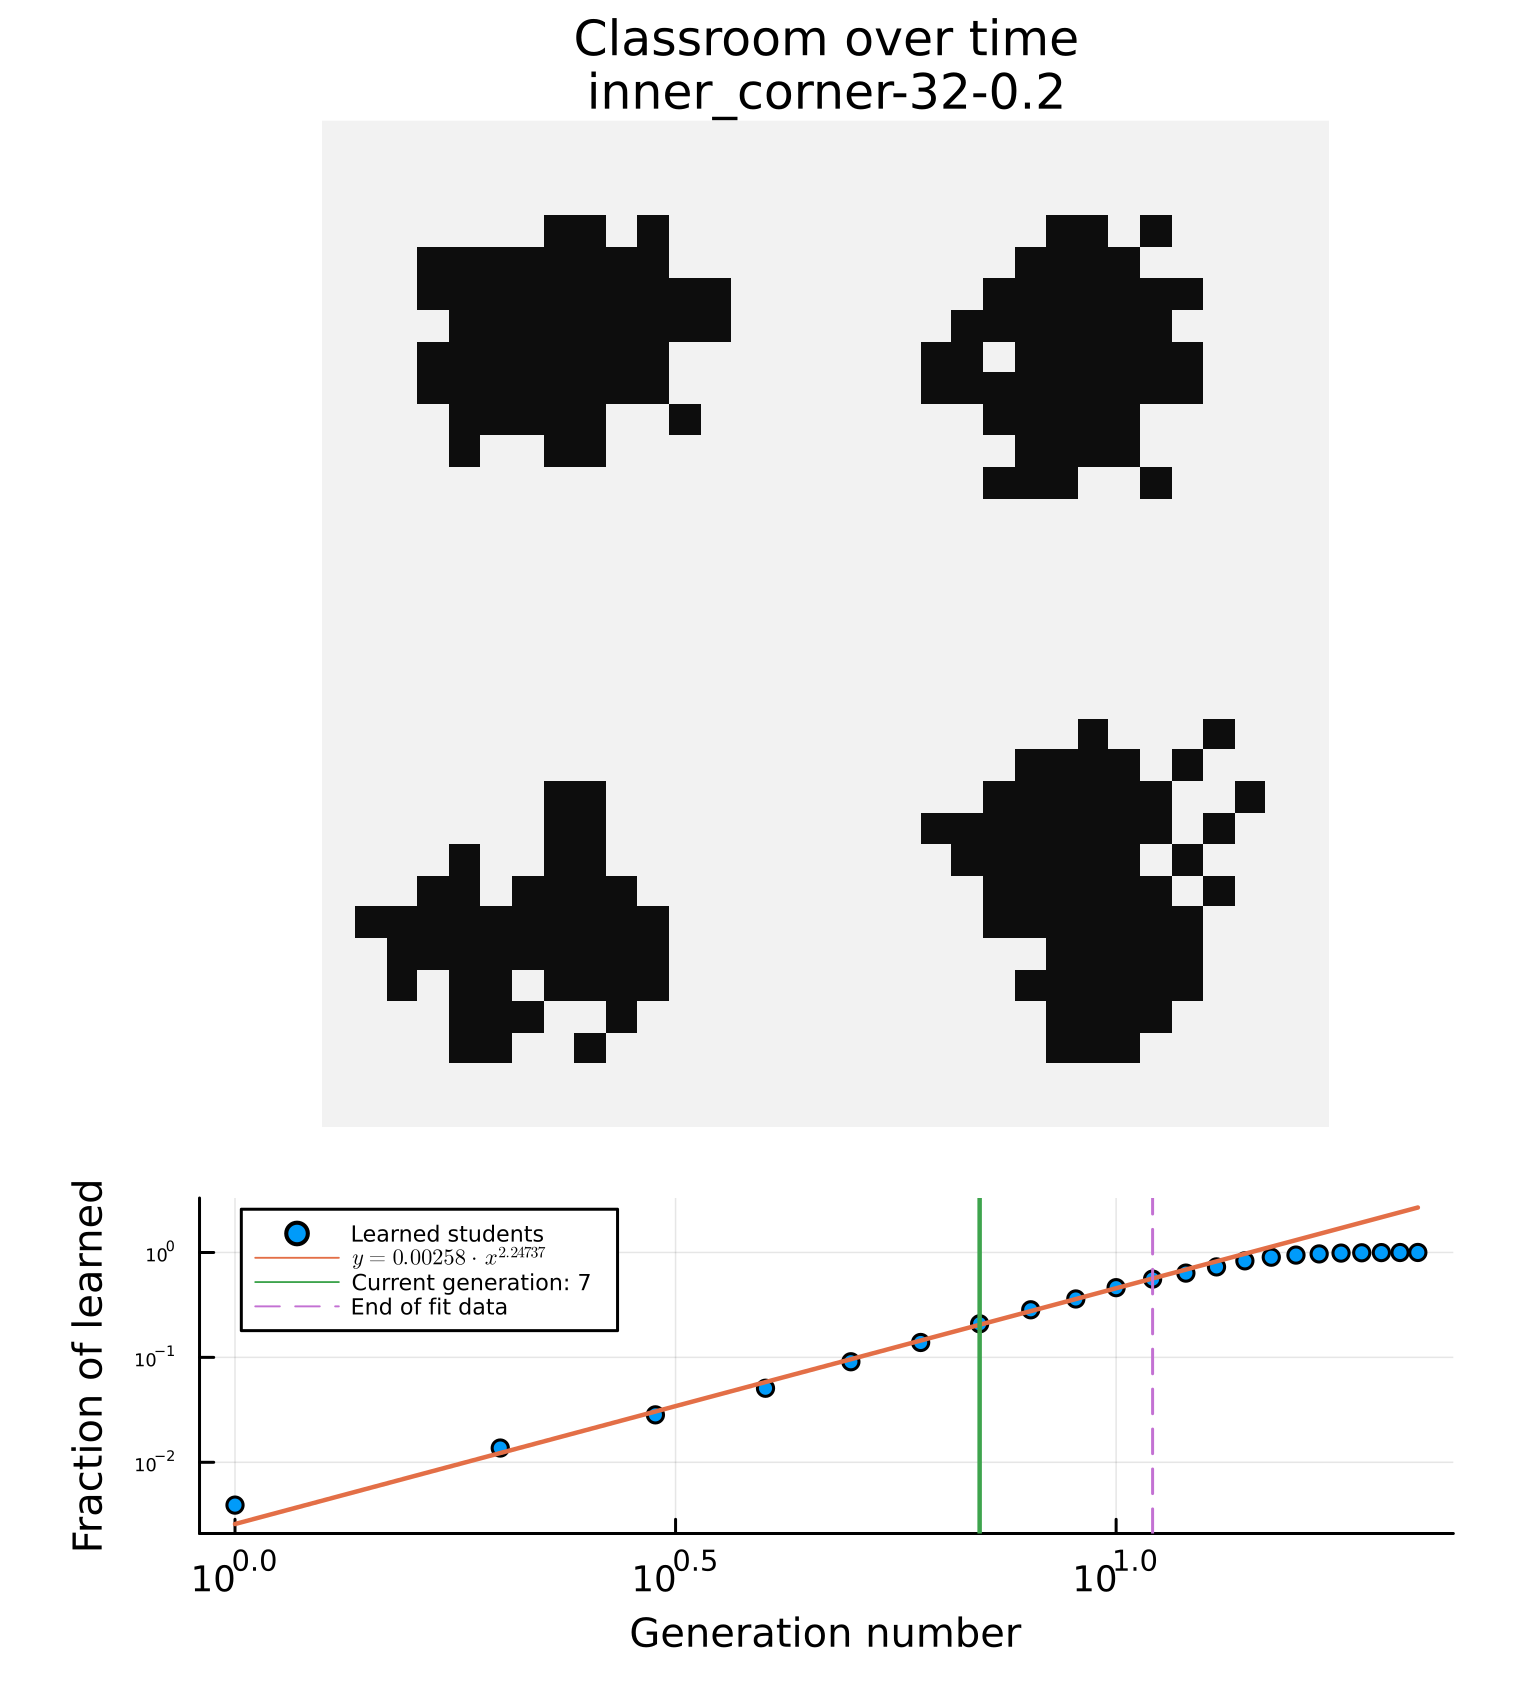 Classroom over time
inner_corner-32-0.2
Fraction of learned
10^0
10^-1
10^-2
Learned students
y = 0.00258 · x^2.24737
Current generation: 7
End of fit data
10^0.0
10^0.5
10^1.0
Generation number